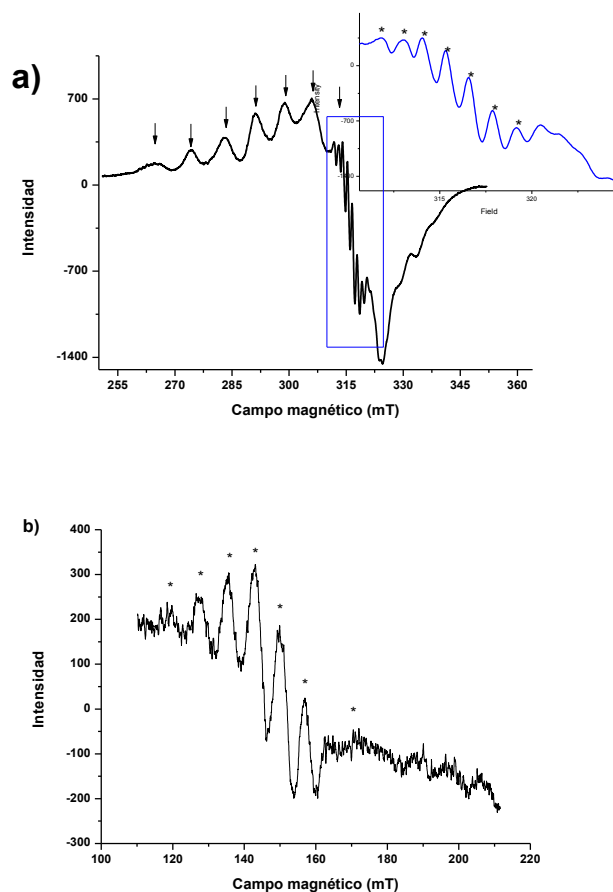 a)
* * * * * * * *
0
-700
-1400
315 320
Field
Intensity
700
0
-700
-1400
Intensidad
255 270 285 300 315 330 345 360
Campo magnético (mT)
b)
400
300
200
100
0
-100
-200
-300
* * * * * * *
Intensidad
100 120 140 160 180 200 220
Campo magnético (mT)